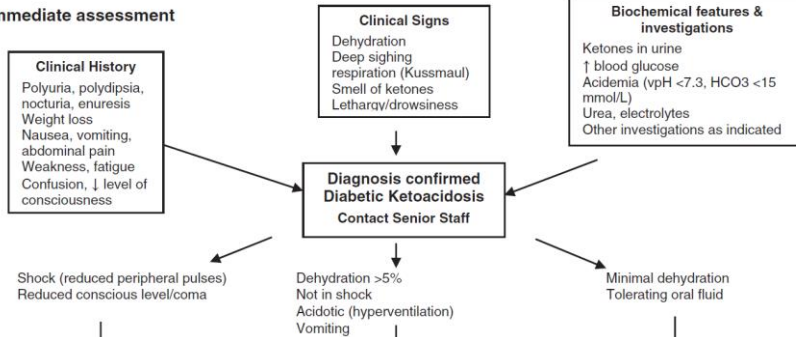 mmediate assessment
Clinical History
Polyuria, polydipsia,
nocturia, enuresis
Weight loss
Nausea, vomiting,
abdominal pain
Weakness, fatigue
Confusion, ↓ level of
consciousness
Clinical Signs
Dehydration
Deep sighing
respiration (Kussmaul)
Smell of ketones
Lethargy/drowsiness
Biochemical features &
investigations
Ketones in urine
↑ blood glucose
Acidemia (vpH <7.3, HCO3 <15
mmol/L)
Urea, electrolytes
Other investigations as indicated
Diagnosis confirmed
Diabetic Ketoacidosis
Contact Senior Staff
Shock (reduced peripheral pulses)
Reduced conscious level/coma
Dehydration >5%
Not in shock
Acidotic (hyperventilation)
Vomiting
Minimal dehydration
Tolerating oral fluid